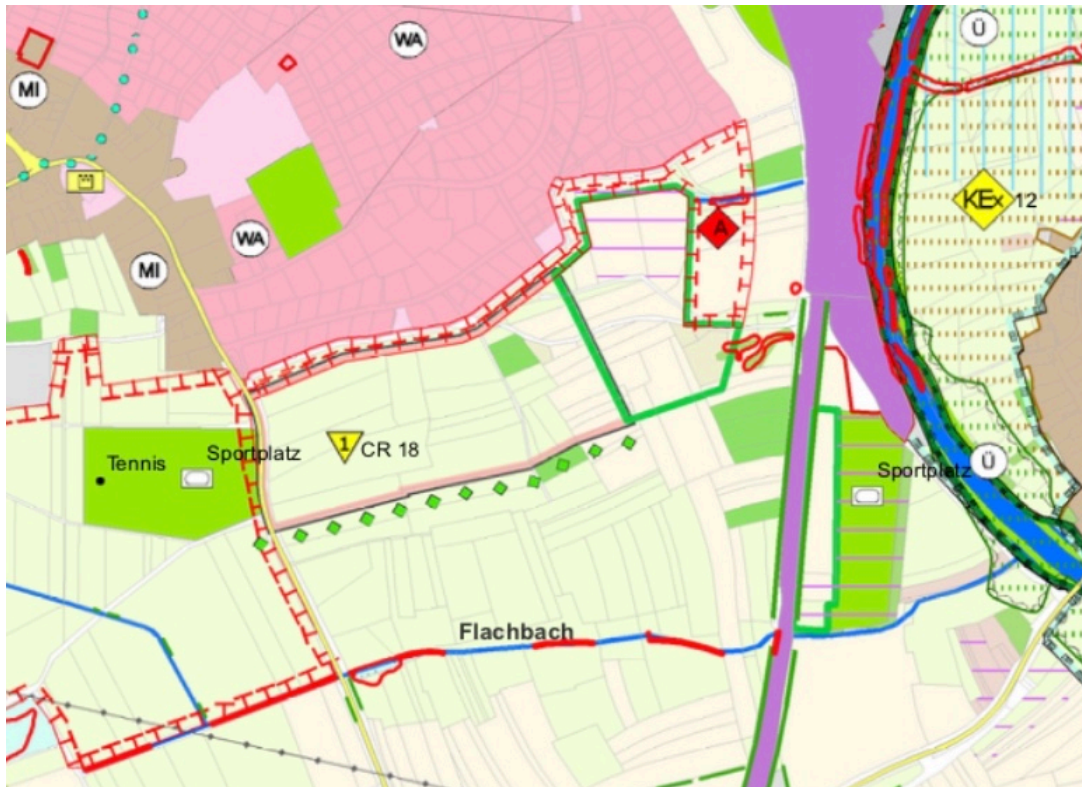 WA
Ü
MI
KEx 12
A
WA
MI
1 CR 18
Sportplatz
Tennis
Ü
Sportplatz
Flachbach